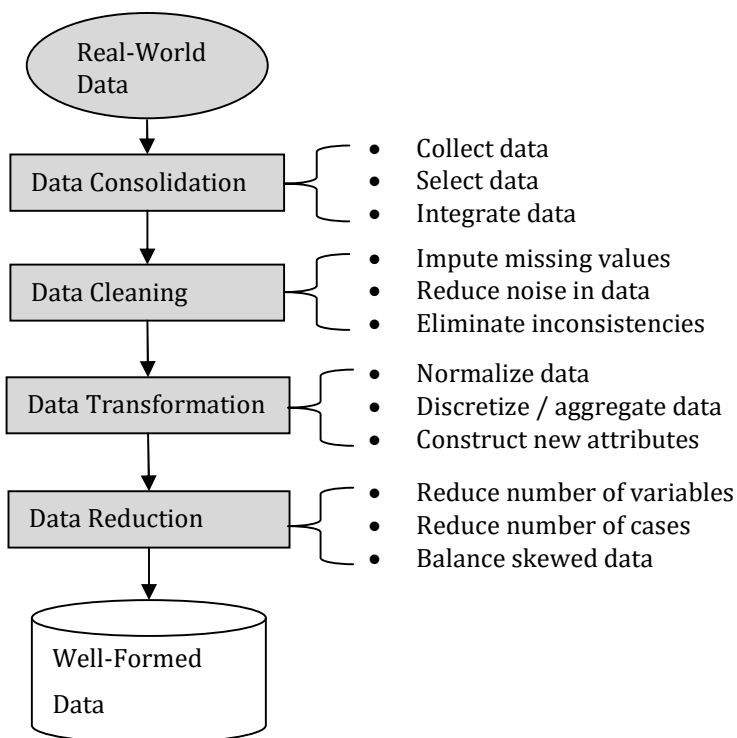 Real-World
Data
Data Consolidation
• Collect data
• Select data
• Integrate data
Data Cleaning
• Impute missing values
• Reduce noise in data
• Eliminate inconsistencies
Data Transformation
• Normalize data
• Discretize / aggregate data
• Construct new attributes
Data Reduction
• Reduce number of variables
• Reduce number of cases
• Balance skewed data
Well-Formed
Data